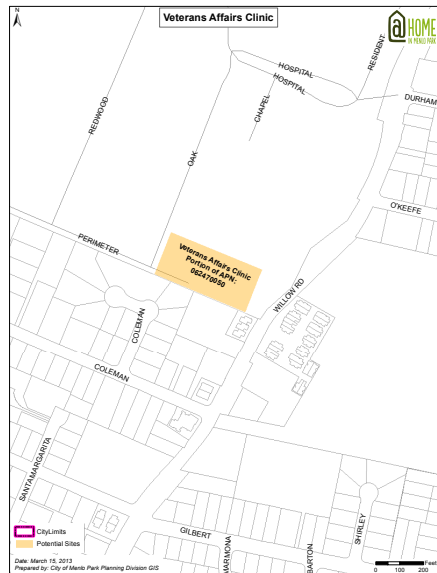 N
Veterans Affairs Clinic
@HOME
IN MENLO PARK
REDWOOD
OAK
CHAPEL
HOSPITAL
HOSPITAL
RESIDENT
DURHAM
O'KEEFE
PERIMETER
Veterans Affairs Clinic
Portion of APN:
062470050
WILLOW RD
COLEMAN
COLEMAN
SANTAMARGARITA
GILBERT
MARMONA
BARTON
SHIRLEY
CityLimits
Potential Sites
Date: March 15, 2013
Prepared by: City of Menlo Park Planning Division GIS
Feet
0 100 200